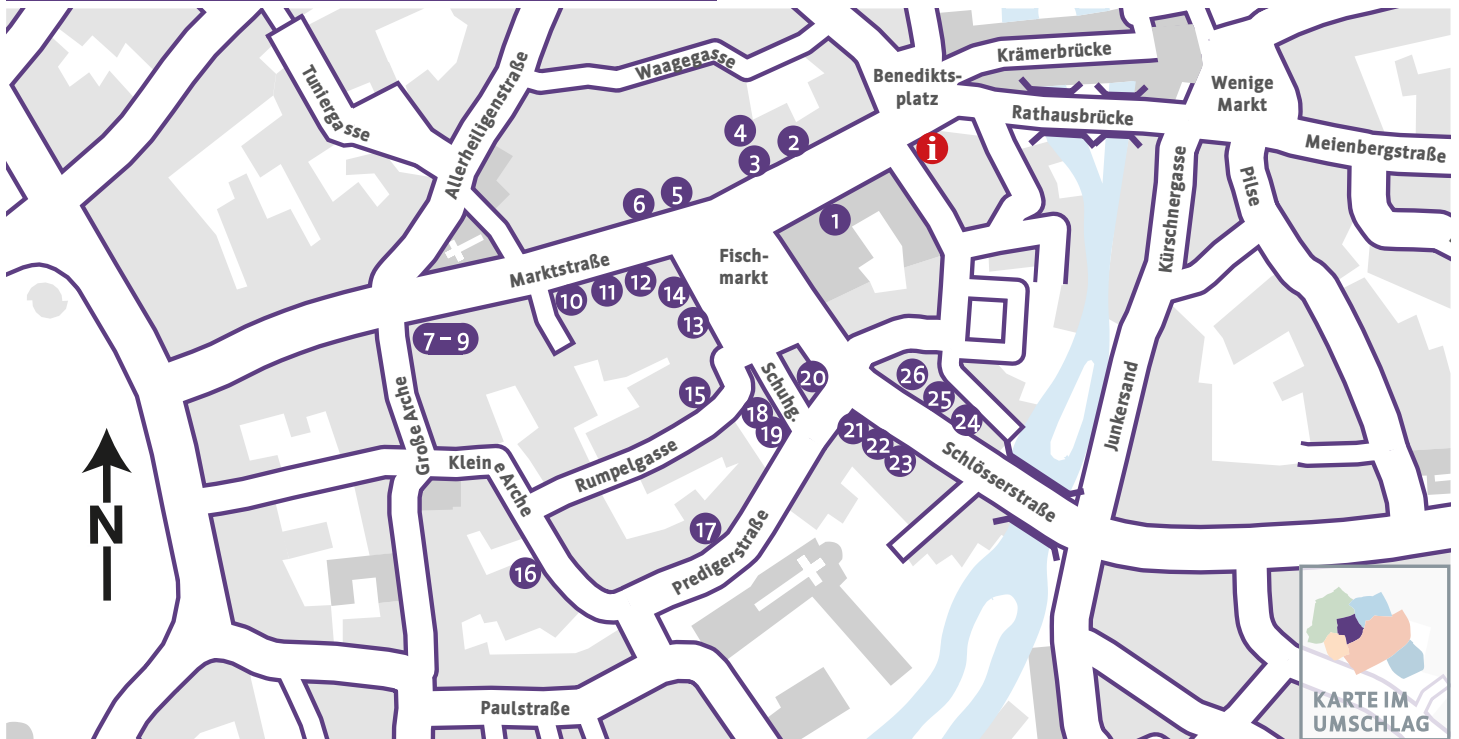 Krämerbrücke
Waagegasse
Benedikts-
platz
Wenige
Markt
Tuniergasse
Allerheiligenstraße
Rathausbrücke
Meienbergstraße
4
2
3
i
Pilse
Kürschnergasse
6
5
1
Fisch-
markt
Marktstraße
10
11
12
14
13
7–9
Große Arche
15
Schuhg.
20
18
19
26
25
24
21
22
23
Junkersand
Schlösserstraße
Kleine Arche
Rumpelgasse
N
17
Predigerstraße
16
Paulstraße
KARTE IM
UMSCHLAG